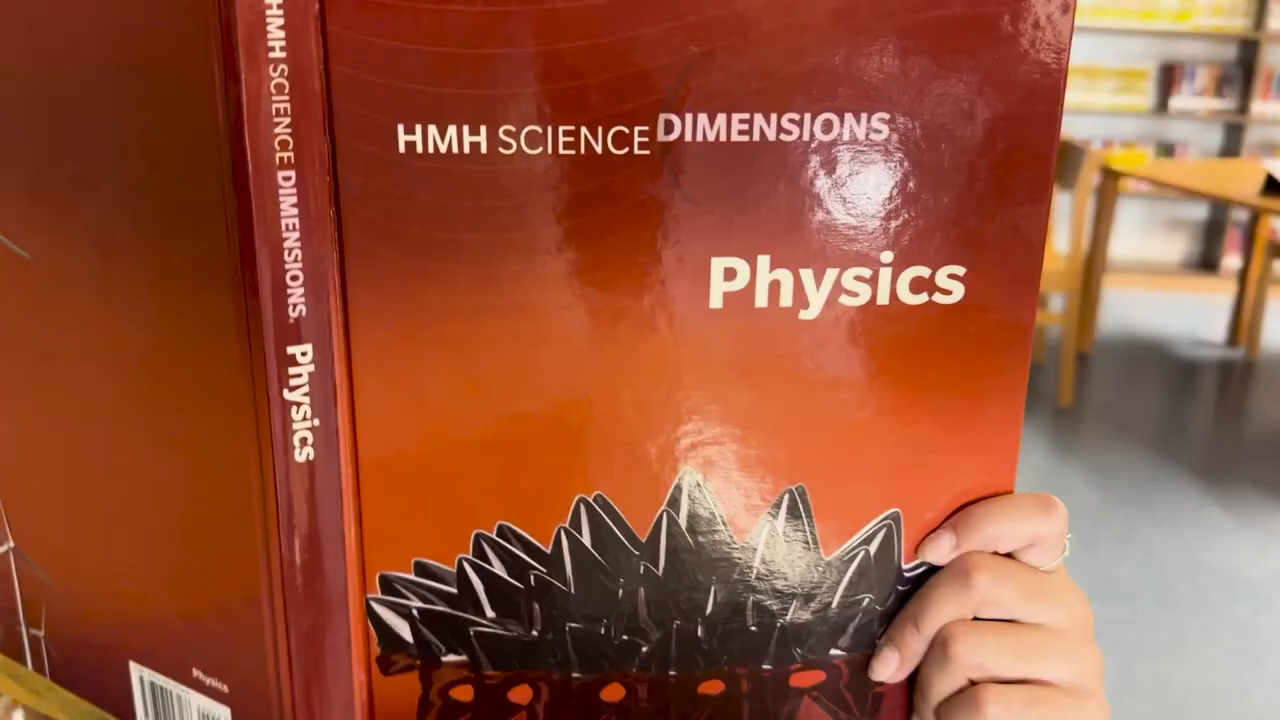 HMH SCIENCE DIMENSIONS. Physics
HMH SCIENCE DIMENSIONS
Physics
Physics